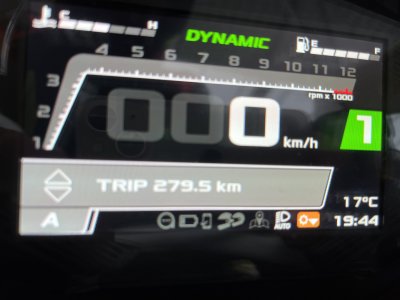 C H
DYNAMIC
E F
1 2 3 4 5 6 7 8 9 10 11 12
rpm x 1000
000 km/h
1
TRIP 279.5 km
17°C
A
AUTO
19:44